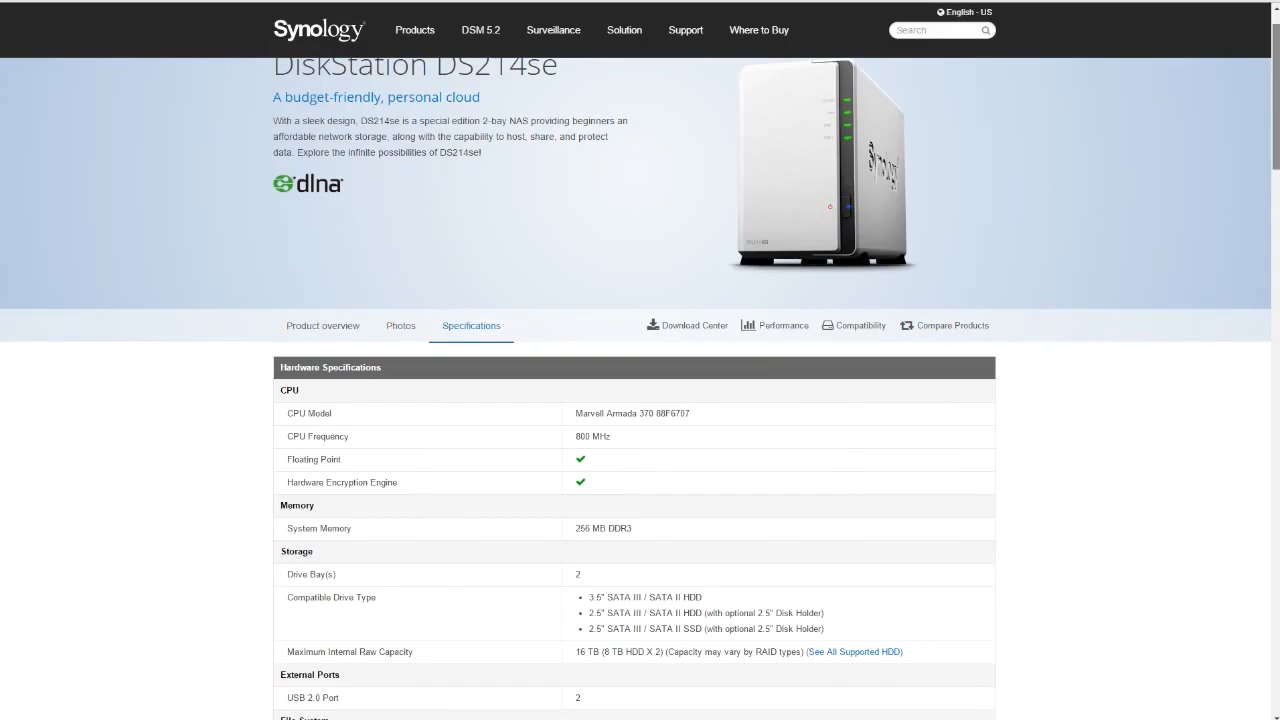 English - US
Synology
Products
DSM 5.2
Surveillance
Solution
Support
Where to Buy
Search
DiskStation DS214se
A budget-friendly, personal cloud
With a sleek design, DS214se is a special edition 2-bay NAS providing beginners an
affordable network storage, along with the capability to host, share, and protect
data. Explore the infinite possibilities of DS214se!
dlna
Synology
Product overview
Photos
Specifications
Download Center
Performance
Compatibility
Compare Products
Hardware Specifications
CPU
CPU Model
Marvell Armada 370 88F6707
CPU Frequency
800 MHz
Floating Point
Hardware Encryption Engine
Memory
System Memory
256 MB DDR3
Storage
Drive Bay(s)
2
Compatible Drive Type
• 3.5" SATA III / SATA II HDD
• 2.5" SATA III / SATA II HDD (with optional 2.5" Disk Holder)
• 2.5" SATA III / SATA II SSD (with optional 2.5" Disk Holder)
Maximum Internal Raw Capacity
16 TB (8 TB HDD X 2) (Capacity may vary by RAID types) (See All Supported HDD)
External Ports
USB 2.0 Port
2
File System